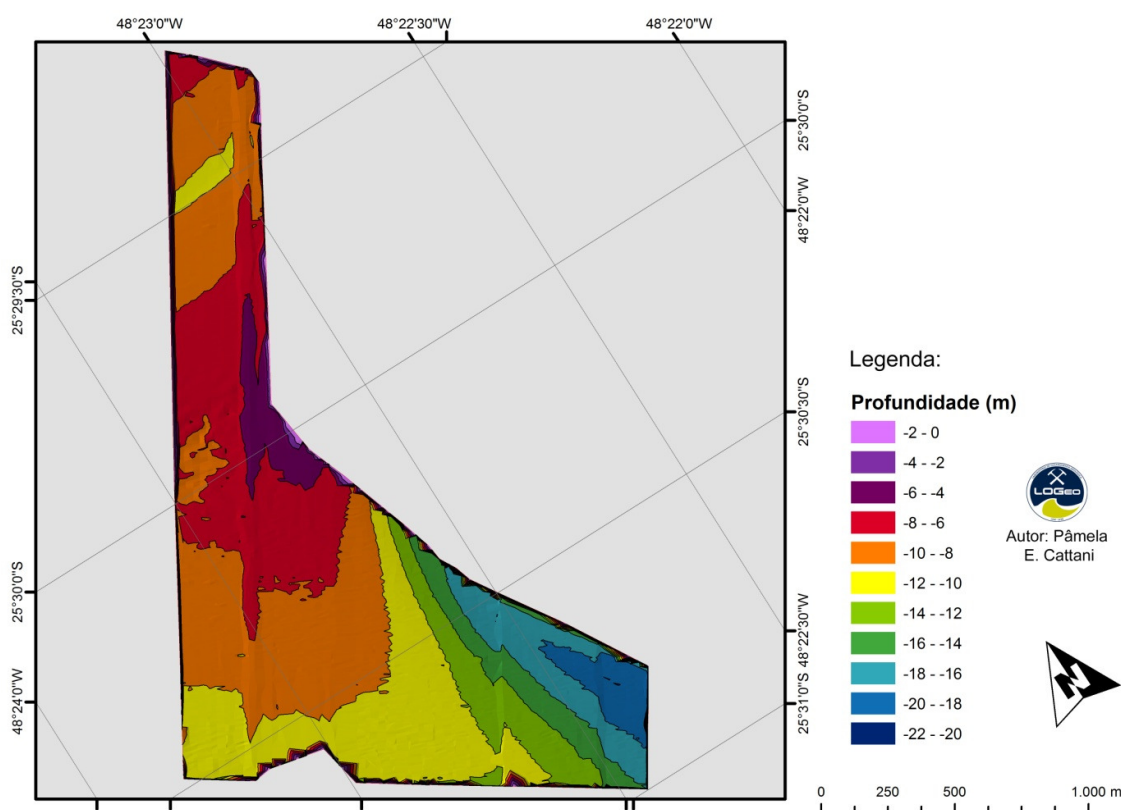 48°23'0"W
48°22'30"W
48°22'0"W
25°30'0"S
48°22'0"W
25°29'30"S
25°30'30"S
25°30'0"S
48°22'30"W
48°24'0"W
25°31'0"S
Legenda:
Profundidade (m)
-2 - 0
-4 - -2
-6 - -4
-8 - -6
-10 - -8
-12 - -10
-14 - -12
-16 - -14
-18 - -16
-20 - -18
-22 - -20
LOGeo
Autor: Pâmela
E. Cattani
N
0 250 500 1.000 m